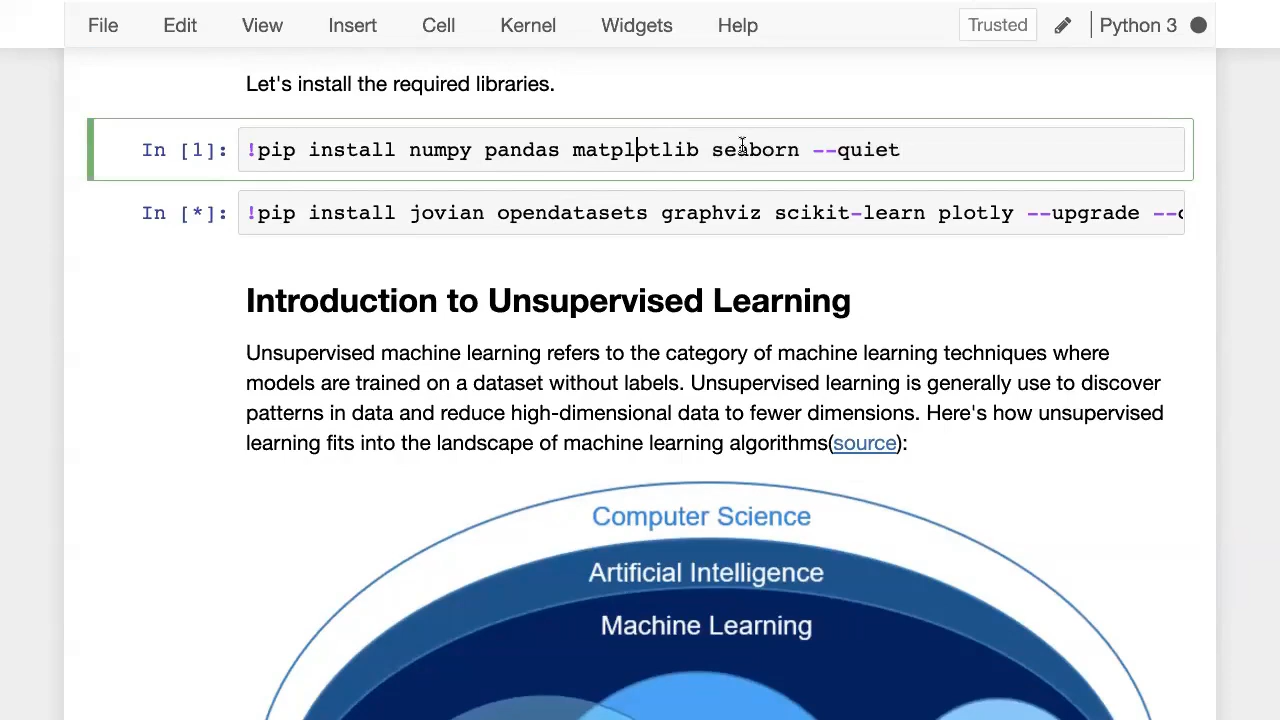 File Edit View Insert Cell Kernel Widgets Help Trusted Python 3
Let's install the required libraries.
In [1]: !pip install numpy pandas matplotlib seaborn --quiet
In [*]: !pip install jovian opendatasets graphviz scikit-learn plotly --upgrade --
Introduction to Unsupervised Learning
Unsupervised machine learning refers to the category of machine learning techniques where
models are trained on a dataset without labels. Unsupervised learning is generally use to discover
patterns in data and reduce high-dimensional data to fewer dimensions. Here's how unsupervised
learning fits into the landscape of machine learning algorithms(source):
Computer Science
Artificial Intelligence
Machine Learning